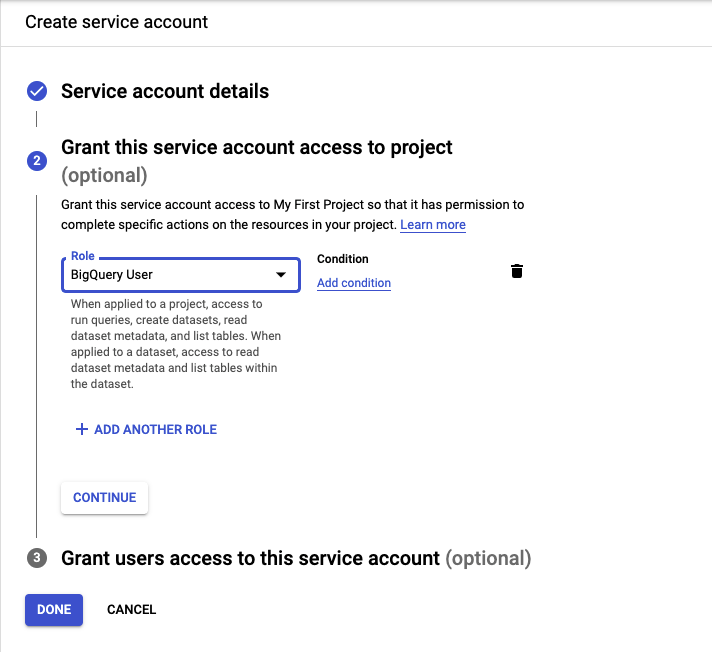 Create service account
Service account details
2
Grant this service account access to project
(optional)
Grant this service account access to My First Project so that it has permission to
complete specific actions on the resources in your project. Learn more
Role
BigQuery User
Condition
Add condition
When applied to a project, access to
run queries, create datasets, read
dataset metadata, and list tables. When
applied to a dataset, access to read
dataset metadata and list tables within
the dataset.
+ ADD ANOTHER ROLE
CONTINUE
3
Grant users access to this service account (optional)
DONE
CANCEL